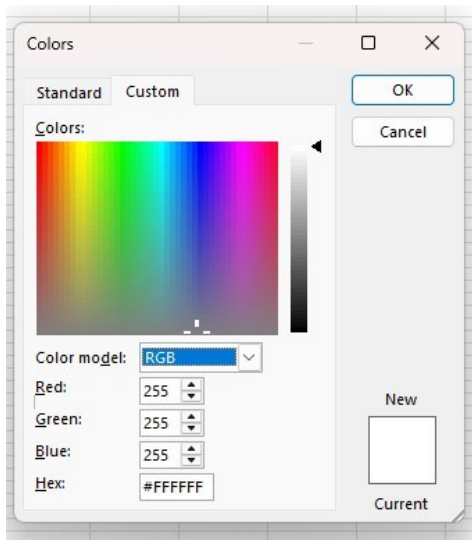 Colors
Standard Custom
OK
Cancel
Colors:
Color model: RGB
Red: 255
Green: 255
Blue: 255
Hex: #FFFFFF
New
Current